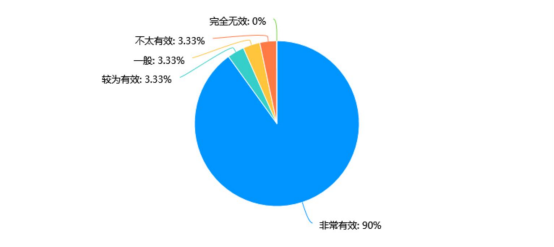 完全无效: 0%
不太有效: 3.33%
一般: 3.33%
较为有效: 3.33%
非常有效: 90%